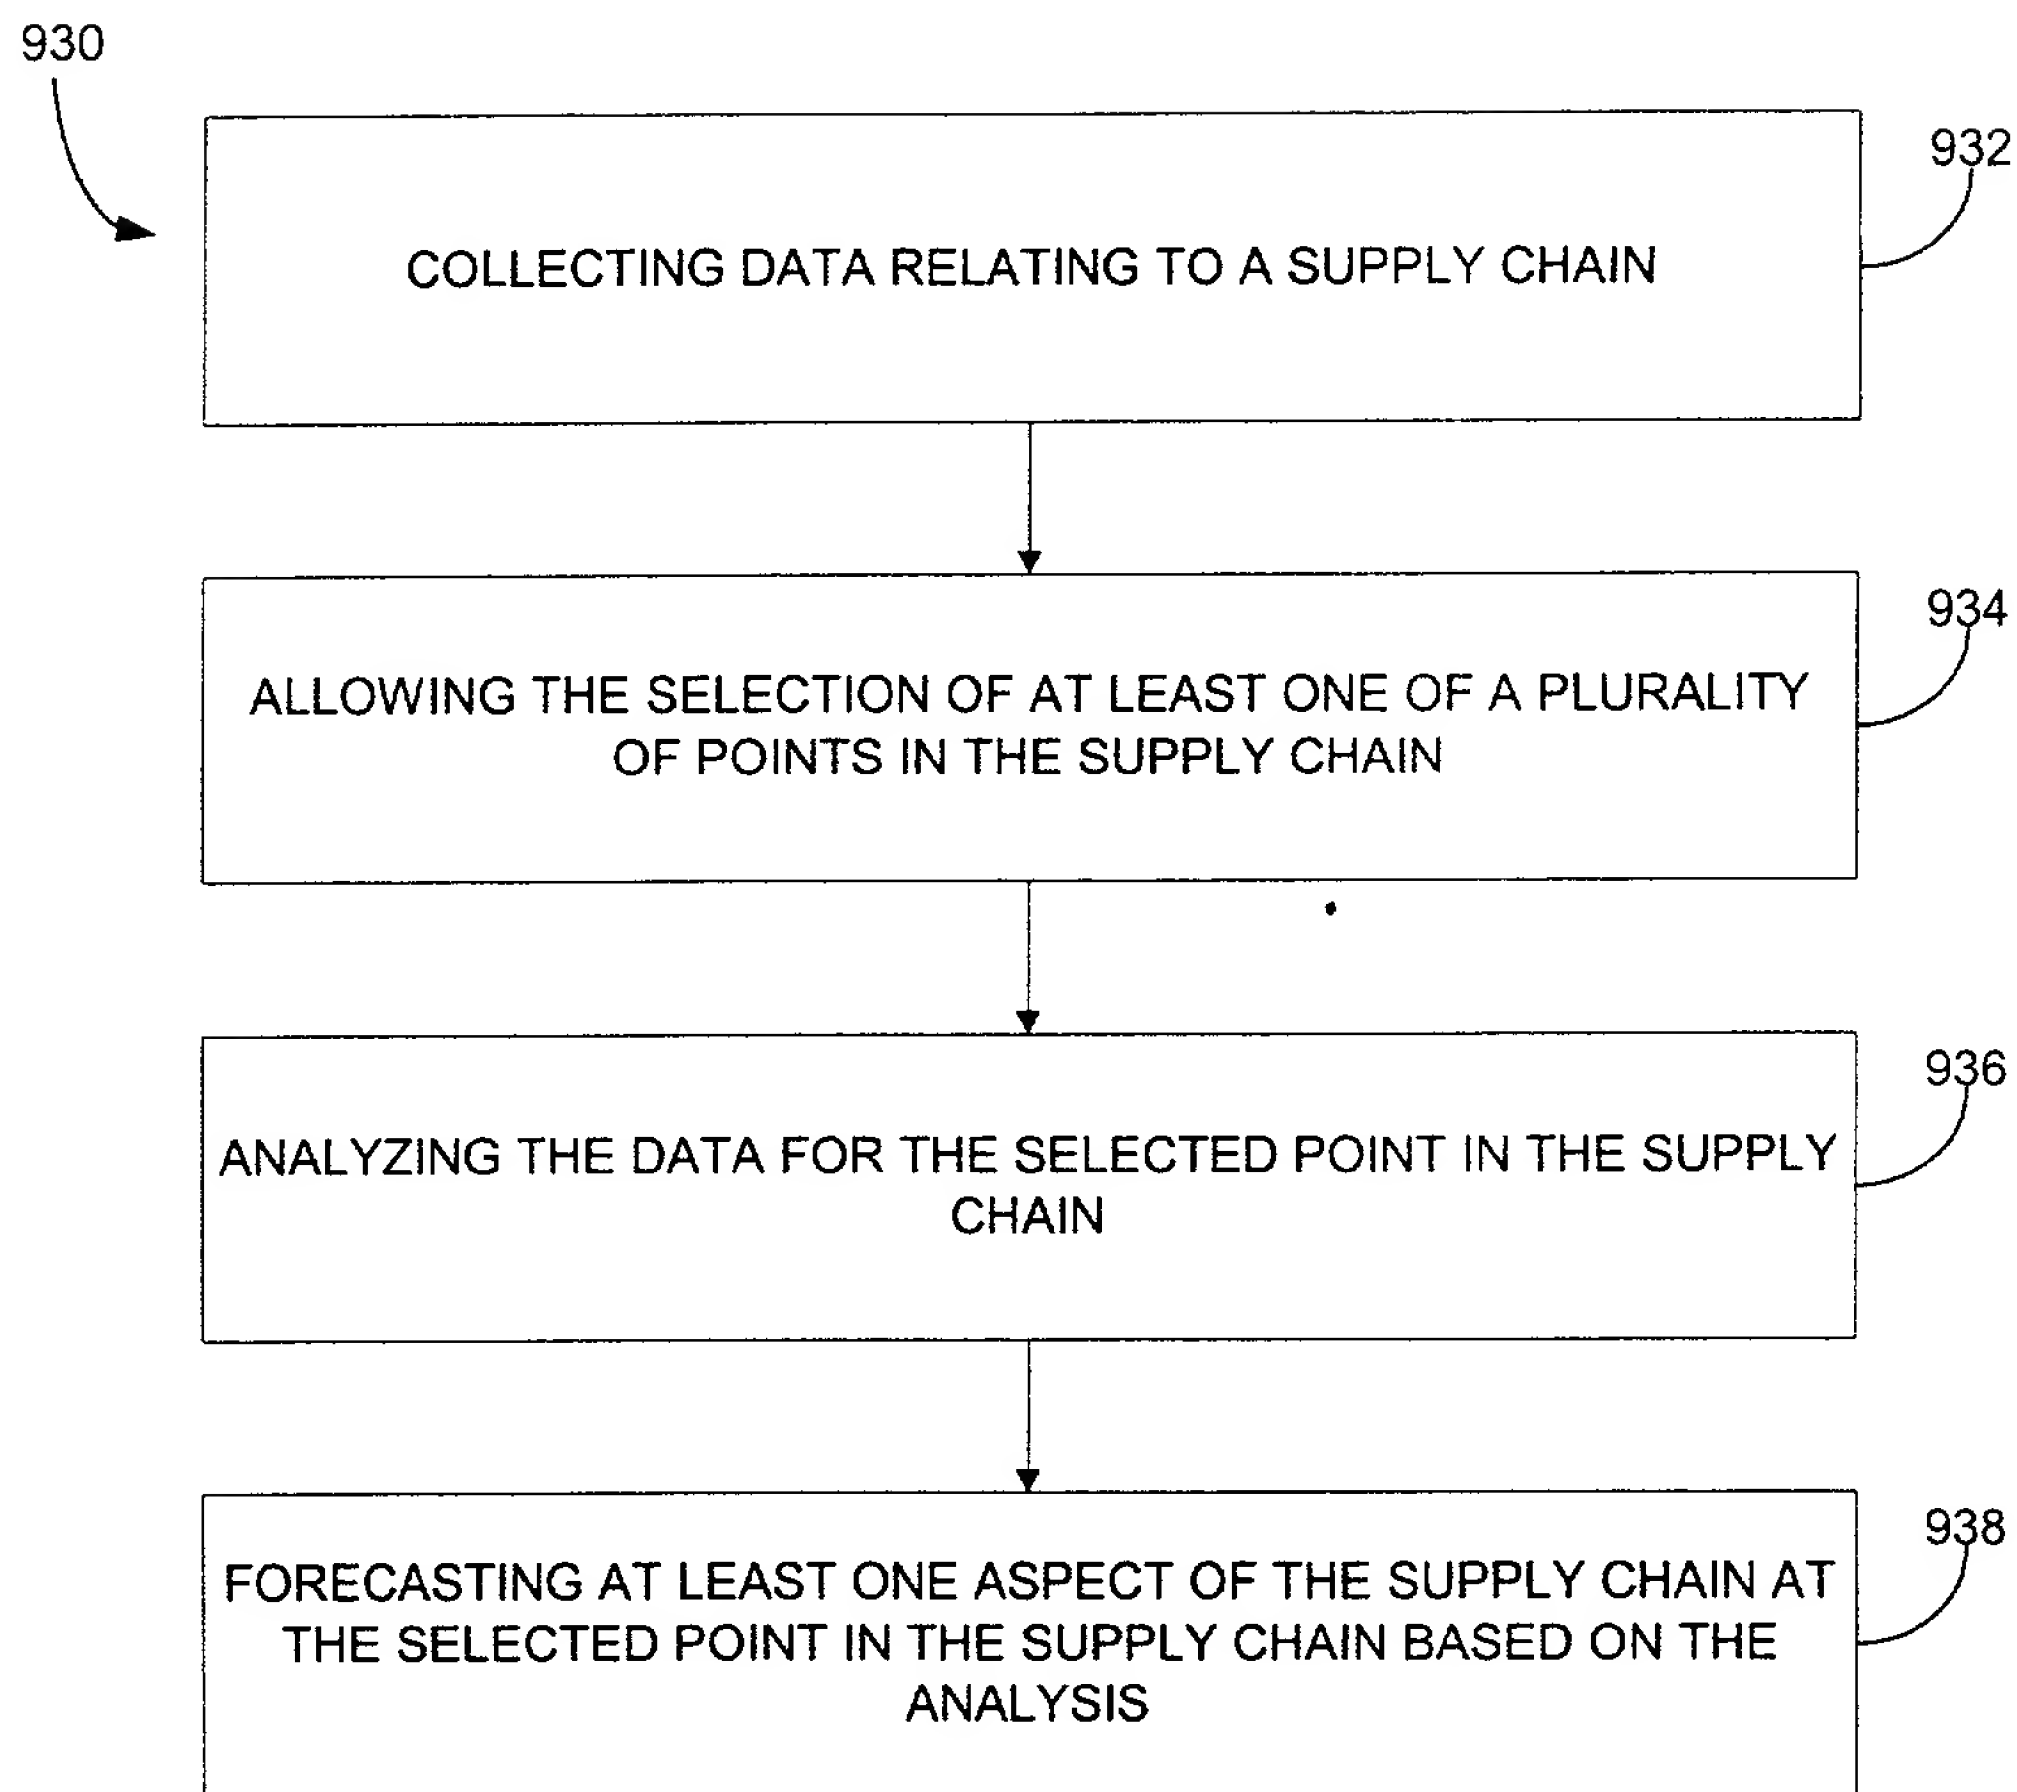 930
932
COLLECTING DATA RELATING TO A SUPPLY CHAIN
934
ALLOWING THE SELECTION OF AT LEAST ONE OF A PLURALITY
OF POINTS IN THE SUPPLY CHAIN
936
ANALYZING THE DATA FOR THE SELECTED POINT IN THE SUPPLY
CHAIN
938
FORECASTING AT LEAST ONE ASPECT OF THE SUPPLY CHAIN AT
THE SELECTED POINT IN THE SUPPLY CHAIN BASED ON THE
ANALYSIS